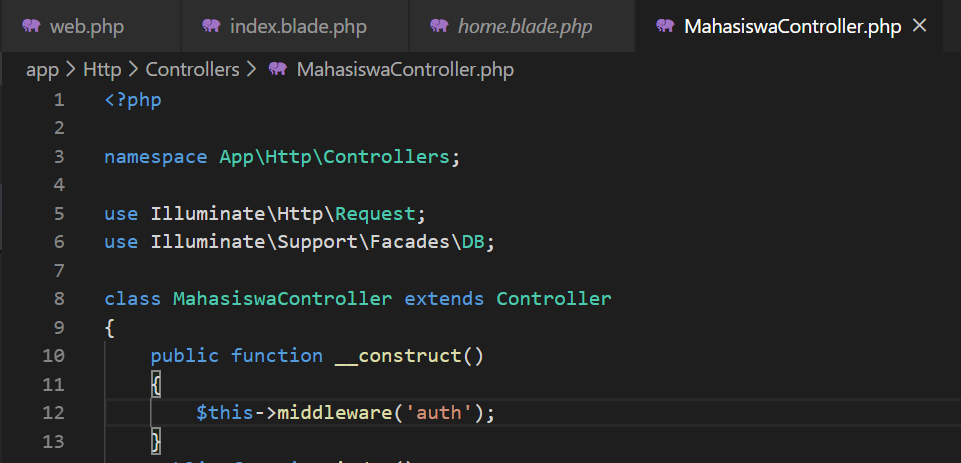 web.php index.blade.php home.blade.php MahasiswaController.php
app > Http > Controllers > MahasiswaController.php
1 <?php
2
3 namespace App\Http\Controllers;
4
5 use Illuminate\Http\Request;
6 use Illuminate\Support\Facades\DB;
7
8 class MahasiswaController extends Controller
9 {
10 public function __construct()
11 {
12 $this->middleware('auth');
13 }